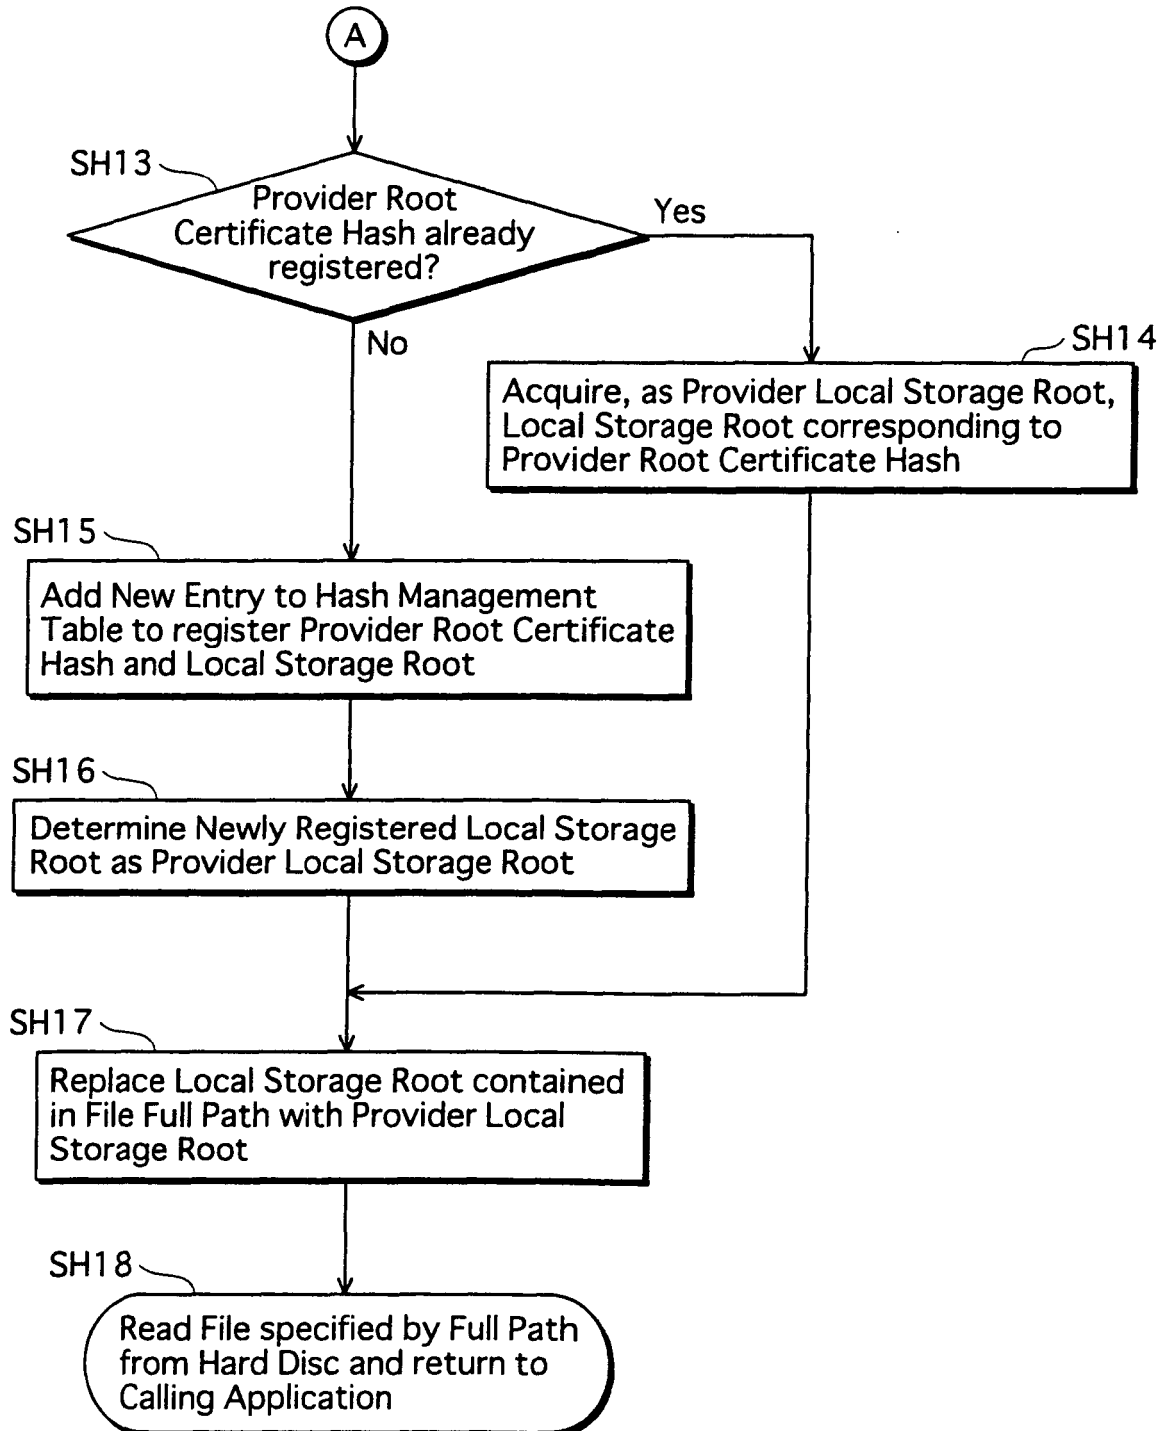 A
SH13
Provider Root
Certificate Hash already
registered?
Yes
No
SH14
Acquire, as Provider Local Storage Root,
Local Storage Root corresponding to
Provider Root Certificate Hash
SH15
Add New Entry to Hash Management
Table to register Provider Root Certificate
Hash and Local Storage Root
SH16
Determine Newly Registered Local Storage
Root as Provider Local Storage Root
SH17
Replace Local Storage Root contained
in File Full Path with Provider Local
Storage Root
SH18
Read File specified by Full Path
from Hard Disc and return to
Calling Application